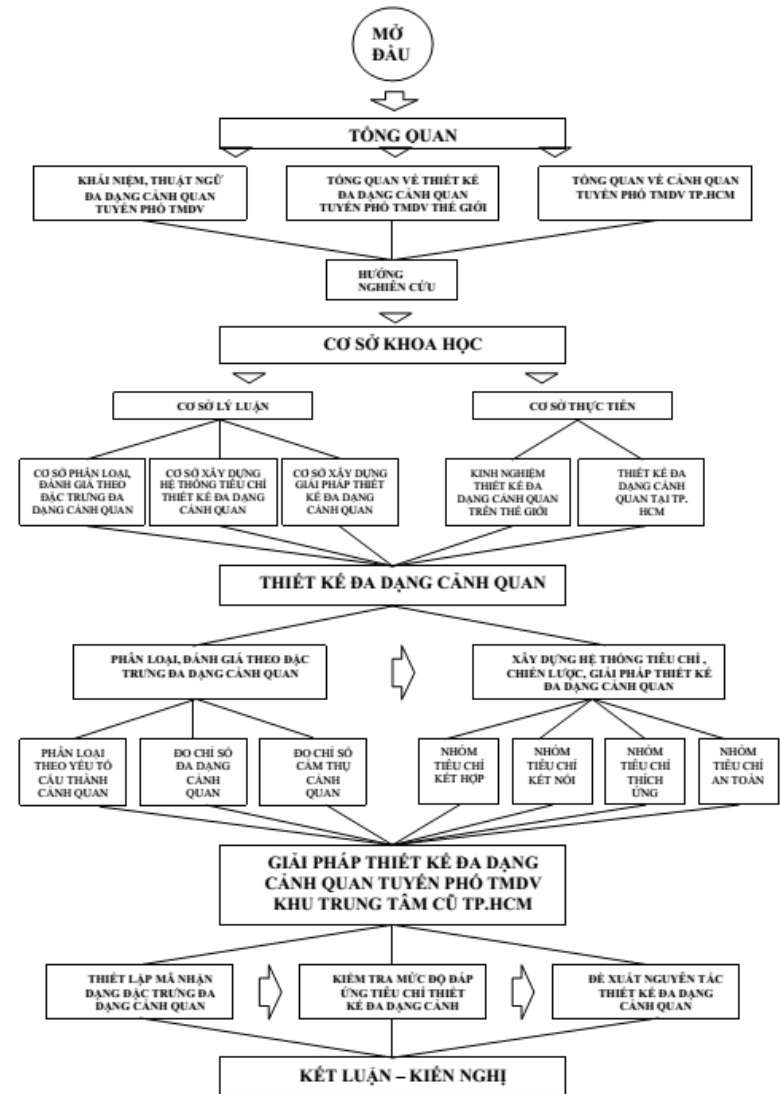 MỞ
ĐẦU
TỔNG QUAN
KHÁI NIỆM, THUẬT NGỮ
ĐA DẠNG CẢNH QUAN
TUYẾN PHỐ TMDV
TỔNG QUAN VỀ THIẾT KẾ
ĐA DẠNG CẢNH QUAN
TUYẾN PHỐ TMDV THẾ GIỚI
TỔNG QUAN VỀ CẢNH QUAN
TUYẾN PHỐ TMDV TP.HCM
HƯỚNG
NGHIÊN CỨU
CƠ SỞ KHOA HỌC
CƠ SỞ LÝ LUẬN
CƠ SỞ THỰC TIỄN
CƠ SỞ PHÂN LOẠI,
ĐÁNH GIÁ THEO
ĐẶC TRƯNG ĐA
DẠNG CẢNH QUAN
CƠ SỞ XÂY DỰNG
HỆ THỐNG TIÊU CHÍ
THIẾT KẾ ĐA DẠNG
CẢNH QUAN
CƠ SỞ XÂY DỰNG
GIẢI PHÁP THIẾT
KẾ ĐA DẠNG
CẢNH QUAN
KINH NGHIỆM
THIẾT KẾ ĐA
DẠNG CẢNH QUAN
TRÊN THẾ GIỚI
THIẾT KẾ ĐA
DẠNG CẢNH
QUAN TẠI TP.
HCM
THIẾT KẾ ĐA DẠNG CẢNH QUAN
PHÂN LOẠI, ĐÁNH GIÁ THEO ĐẶC
TRƯNG ĐA DẠNG CẢNH QUAN
XÂY DỰNG HỆ THỐNG TIÊU CHÍ ,
CHIẾN LƯỢC, GIẢI PHÁP THIẾT KẾ
ĐA DẠNG CẢNH QUAN
PHÂN LOẠI
THEO YẾU TỐ
CẤU THÀNH
CẢNH QUAN
ĐO CHỈ SỐ
ĐA DẠNG
CẢNH
QUAN
ĐO CHỈ SỐ
CẢM THỤ
CẢNH
QUAN
NHÓM
TIÊU CHÍ
KẾT HỢP
NHÓM
TIÊU CHÍ
KẾT NỐI
NHÓM
TIÊU CHÍ
THÍCH
ỨNG
NHÓM
TIÊU CHÍ
AN TOÀN
GIẢI PHÁP THIẾT KẾ ĐA DẠNG
CẢNH QUAN TUYẾN PHỐ TMDV
KHU TRUNG TÂM CŨ TP.HCM
THIẾT LẬP MÃ NHẬN
DẠNG ĐẶC TRƯNG ĐA
DẠNG CẢNH QUAN
KIỂM TRA MỨC ĐỘ ĐÁP
ỨNG TIÊU CHÍ THIẾT
KẾ ĐA DẠNG CẢNH
ĐỀ XUẤT NGUYÊN TẮC
THIẾT KẾ ĐA DẠNG
CẢNH QUAN
KẾT LUẬN – KIẾN NGHỊ